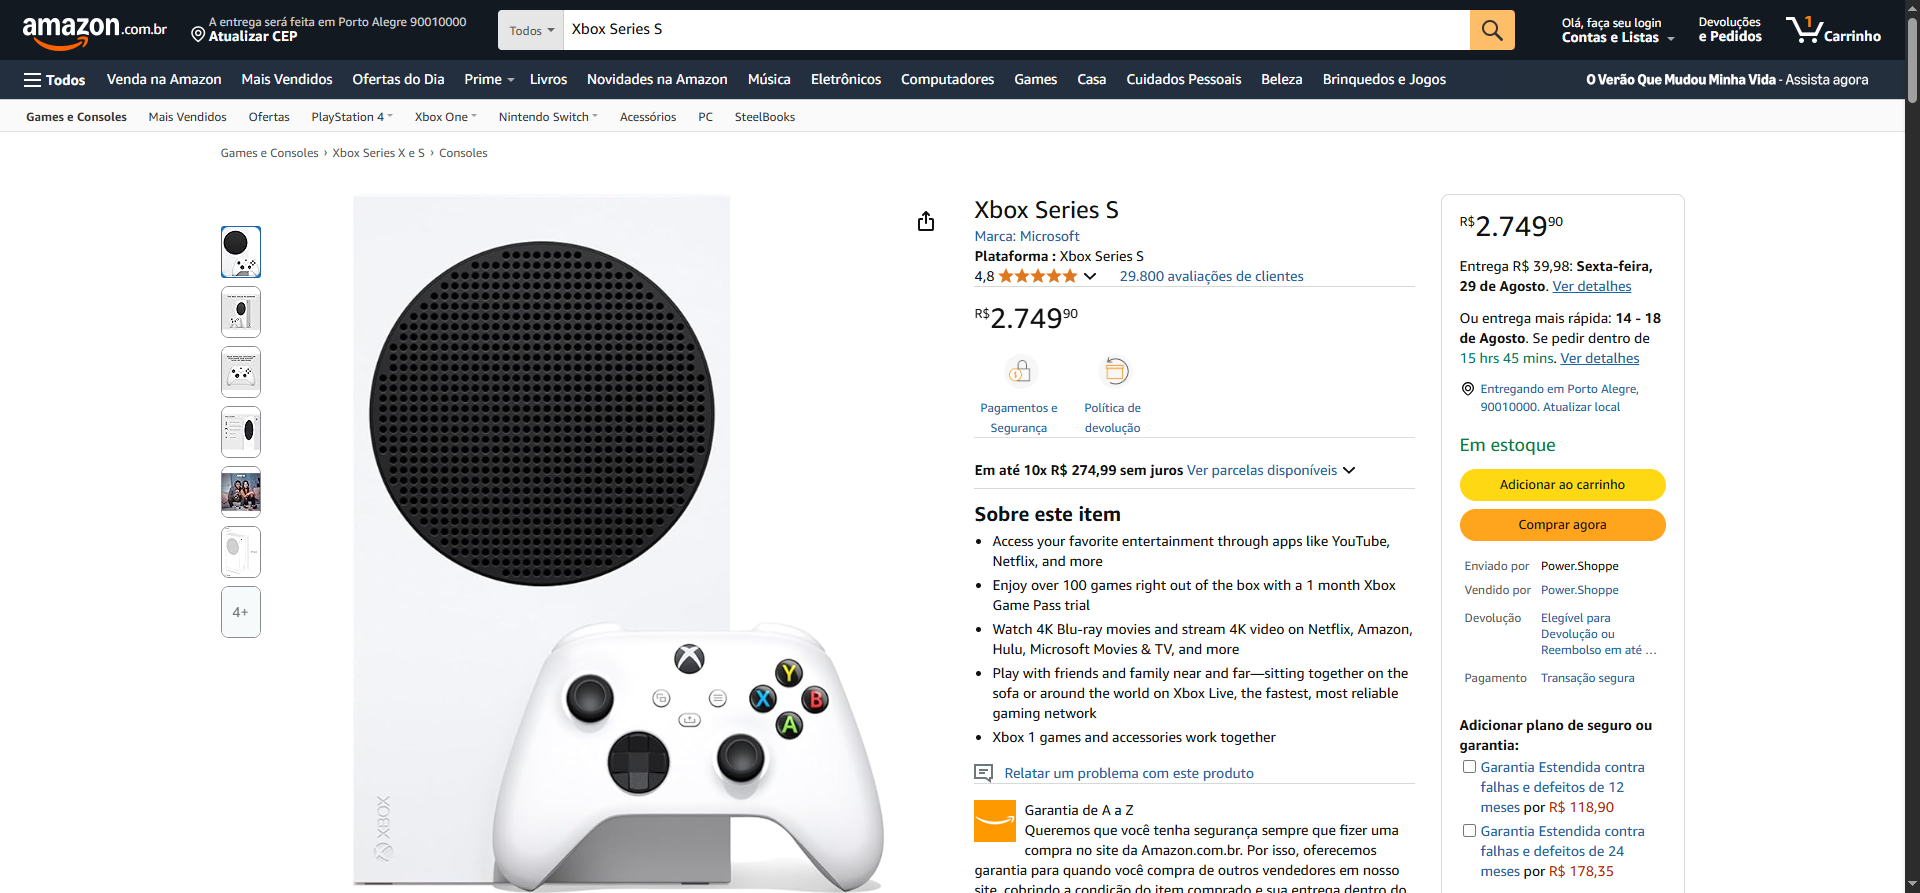 amazon.com.br
A entrega será feita em Porto Alegre 90010000
Atualizar CEP
Todos
Xbox Series S
Olá, faça seu login
Contas e Listas
Devoluções
e Pedidos
1
Carrinho
Todos
Venda na Amazon
Mais Vendidos
Ofertas do Dia
Prime
Livros
Novidades na Amazon
Música
Eletrônicos
Computadores
Games
Casa
Cuidados Pessoais
Beleza
Brinquedos e Jogos
O Verão Que Mudou Minha Vida - Assista agora
Games e Consoles
Mais Vendidos
Ofertas
PlayStation 4
Xbox One
Nintendo Switch
Acessórios
PC
SteelBooks
Games e Consoles › Xbox Series X e S › Consoles
4+
XBOX
Y
X
B
A
Xbox Series S
Marca: Microsoft
Plataforma : Xbox Series S
4,8
29.800 avaliações de clientes
R$2.74990
Pagamentos e
Segurança
Política de
devolução
Em até 10x R$ 274,99 sem juros Ver parcelas disponíveis
Sobre este item
• Access your favorite entertainment through apps like YouTube,
Netflix, and more
• Enjoy over 100 games right out of the box with a 1 month Xbox
Game Pass trial
• Watch 4K Blu-ray movies and stream 4K video on Netflix, Amazon,
Hulu, Microsoft Movies & TV, and more
• Play with friends and family near and far—sitting together on the
sofa or around the world on Xbox Live, the fastest, most reliable
gaming network
• Xbox 1 games and accessories work together
Relatar um problema com este produto
Garantia de A a Z
Queremos que você tenha segurança sempre que fizer uma
compra no site da Amazon.com.br. Por isso, oferecemos
garantia para quando você compra de outros vendedores em nosso
site, cobrindo a condição do item comprado e sua entrega dentro do
R$2.74990
Entrega R$ 39,98: Sexta-feira,
29 de Agosto. Ver detalhes
Ou entrega mais rápida: 14 - 18
de Agosto. Se pedir dentro de
15 hrs 45 mins. Ver detalhes
Entregando em Porto Alegre,
90010000. Atualizar local
Em estoque
Adicionar ao carrinho
Comprar agora
Enviado por Power.Shoppe
Vendido por Power.Shoppe
Devolução Elegível para
Devolução ou
Reembolso em até ...
Pagamento Transação segura
Adicionar plano de seguro ou
garantia:
Garantia Estendida contra
falhas e defeitos de 12
meses por R$ 118,90
Garantia Estendida contra
falhas e defeitos de 24
meses por R$ 178,35